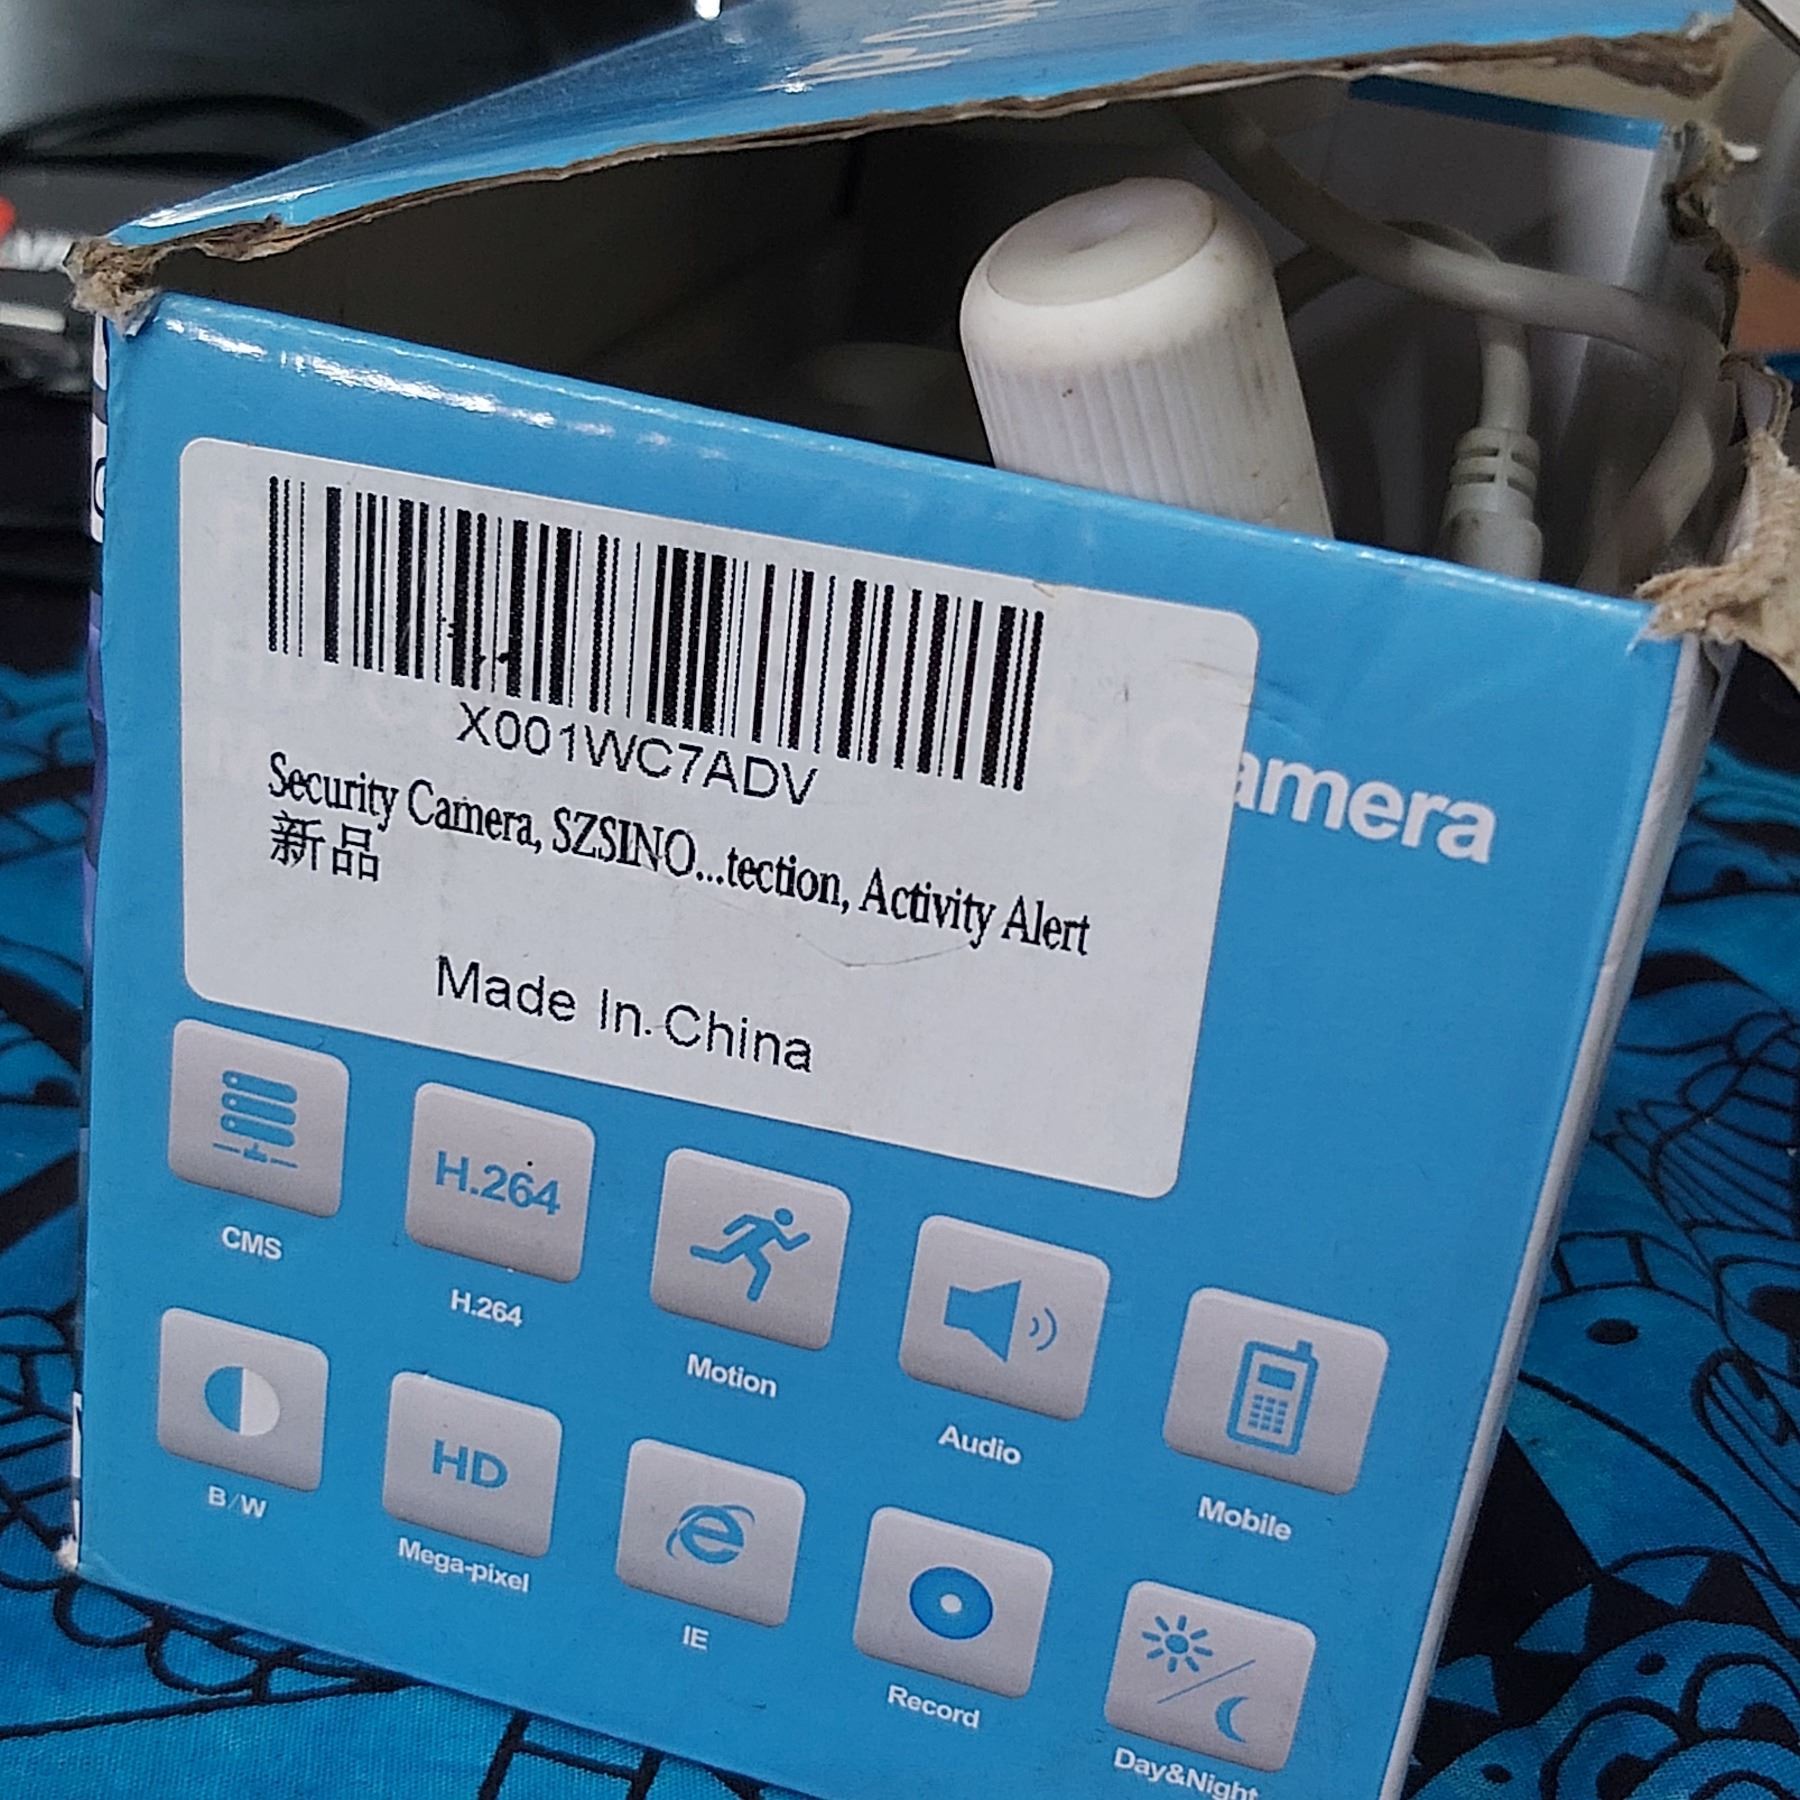 amera
X001WC7ADV
Security Camera, SZSINO...tection, Activity Alert
新品
Made In China
H.264
CMS
H.264
Motion
Audio
Mobile
HD
B/W
Mega-pixel
IE
Record
Day&Night